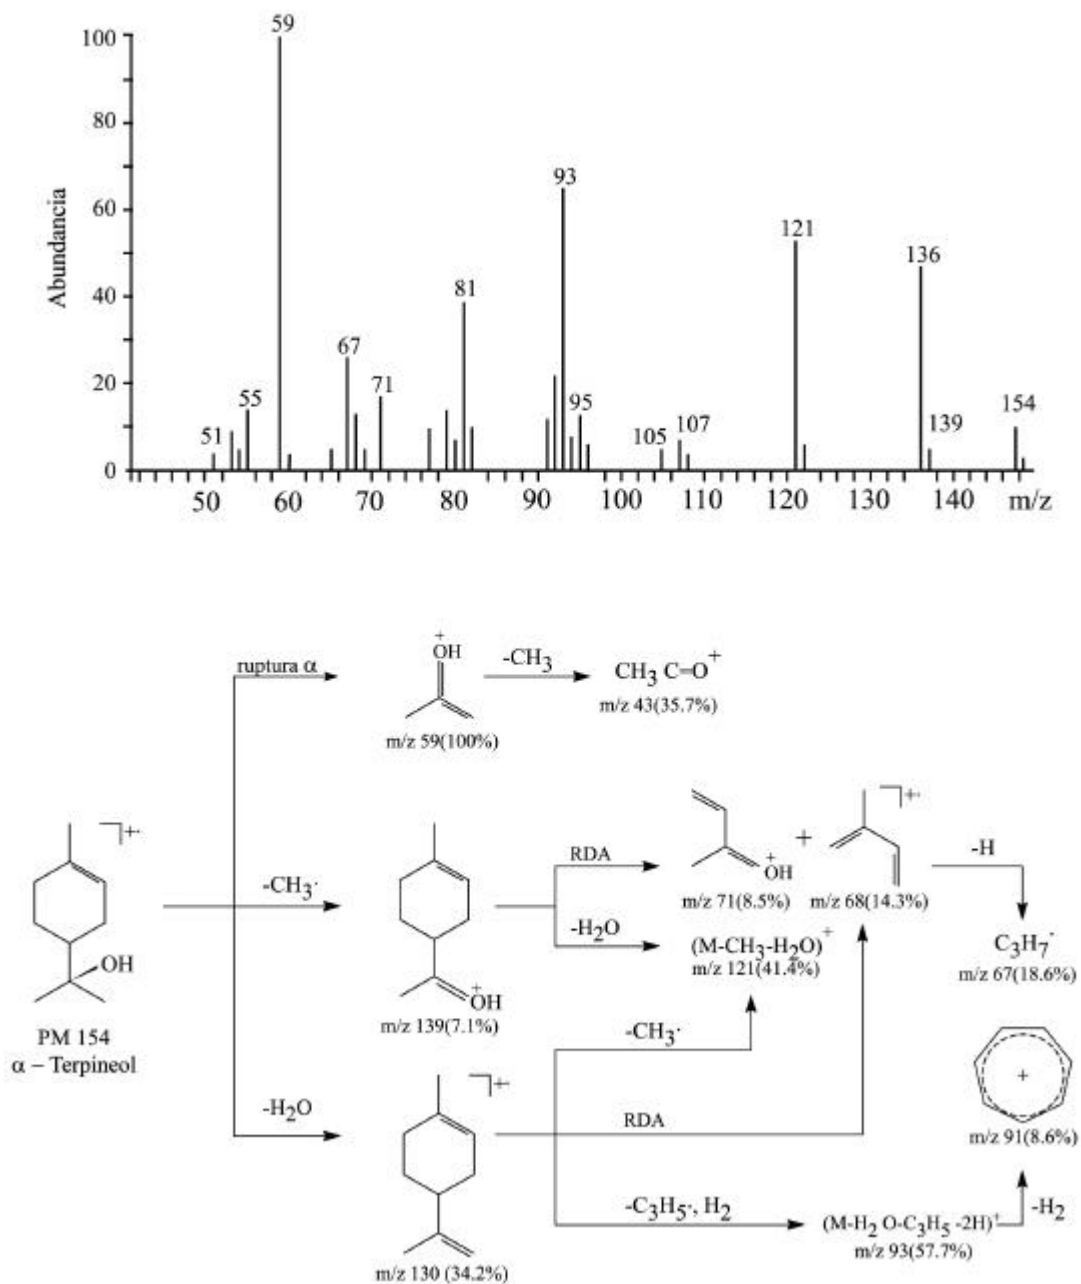 59
100
80
60
40
20
0
Abundancia
93
121
136
81
67
55
71
51
95
105
107
139
154
50 60 70 80 90 100 110 120 130 140 m/z
ruptura α
+
OH
m/z 59(100%)
-CH3
CH3 C=O+
m/z 43(35.7%)
+·
OH
PM 154
α – Terpineol
-CH3·
+
OH
m/z 139(7.1%)
RDA
-H2O
+
OH
m/z 71(8.5%)
+
+·
m/z 68(14.3%)
(M-CH3-H2O)+
m/z 121(41.4%)
-H
C3H7·
m/z 67(18.6%)
-H2O
+·
m/z 130 (34.2%)
-CH3·
RDA
-C3H5·, H2
(M-H2 O-C3H5 -2H)+
m/z 93(57.7%)
-H2
+
m/z 91(8.6%)